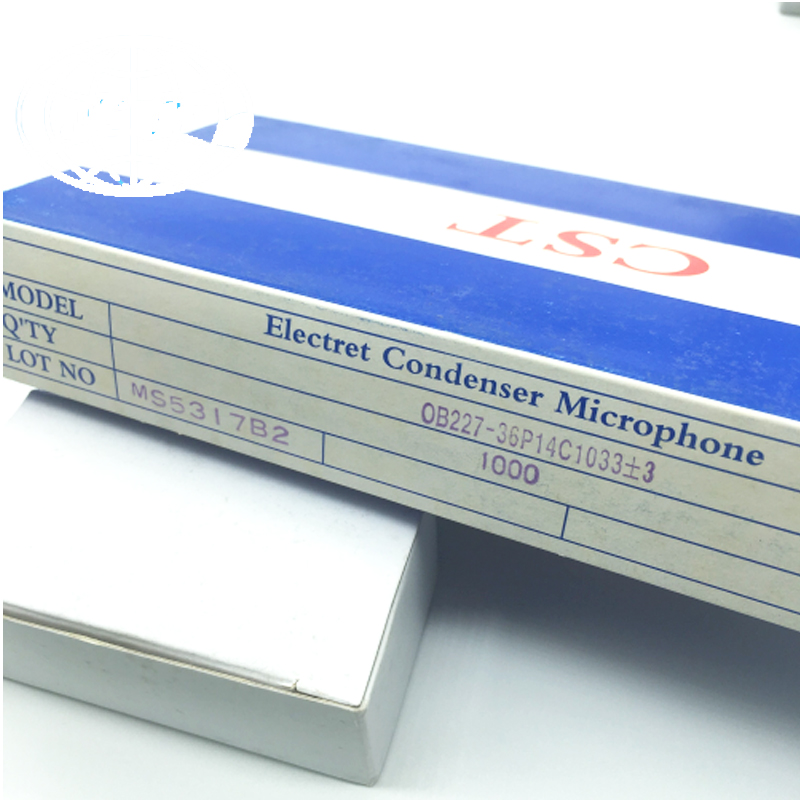 CST
Electret Condenser Microphone
MODEL OB227-36P14C1033±3
Q'TY 1000
LOT NO MS5317B2